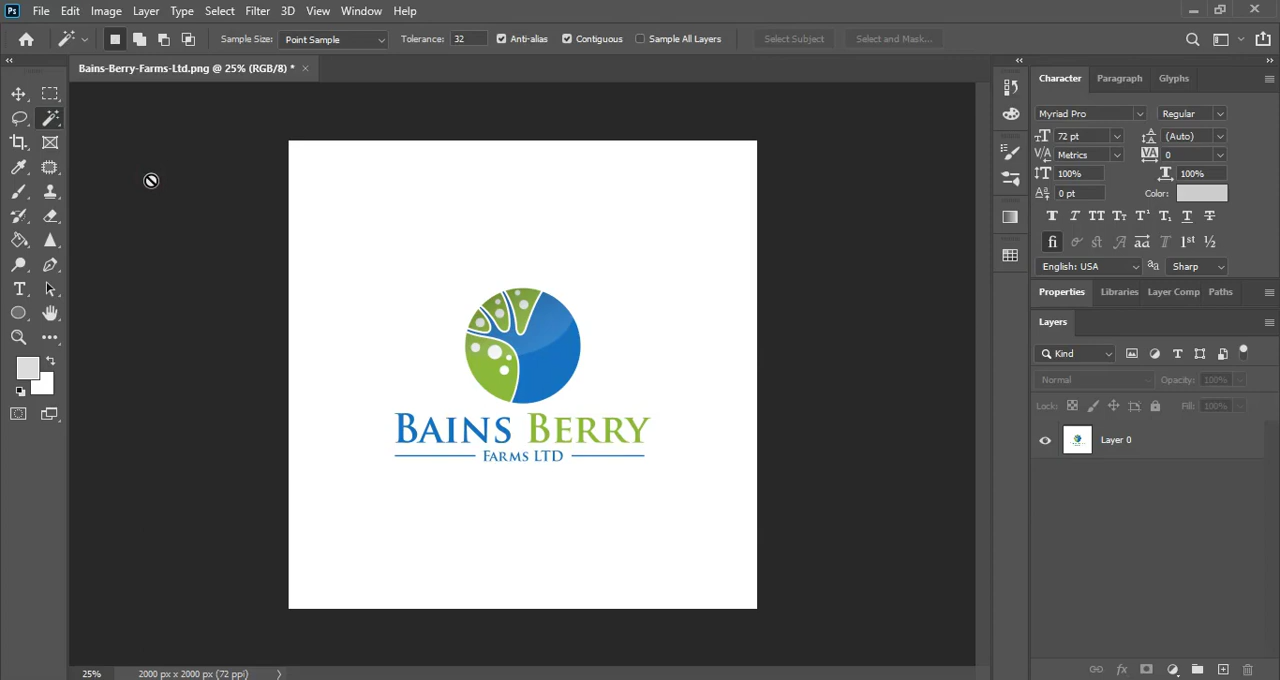 Ps File Edit Image Layer Type Select Filter 3D View Window Help
Sample Size: Point Sample Tolerance: 32 Anti-alias Contiguous Sample All Layers Select Subject Select and Mask...
Bains-Berry-Farms-Ltd.png @ 25% (RGB/8) *
Character Paragraph Glyphs
Myriad Pro Regular
72 pt (Auto)
Metrics 0
100% 100%
0 pt Color:
English: USA Sharp
Properties Libraries Layer Comp Paths
Layers
Kind
Normal Opacity: 100%
Lock: Fill: 100%
Layer 0
BAINS BERRY
FARMS LTD
25% 2000 px x 2000 px (72 ppi)